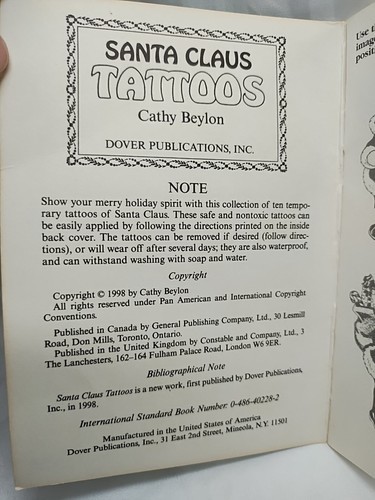 SANTA CLAUS
TATTOOS
Cathy Beylon
DOVER PUBLICATIONS, INC.
NOTE
Show your merry holiday spirit with this collection of ten tempo-
rary tattoos of Santa Claus. These safe and nontoxic tattoos can
be easily applied by following the directions printed on the inside
back cover. The tattoos can be removed if desired (follow direc-
tions), or will wear off after several days; they are also waterproof,
and can withstand washing with soap and water.
Copyright
Copyright © 1998 by Cathy Beylon
All rights reserved under Pan American and International Copyright
Conventions.
Published in Canada by General Publishing Company, Ltd., 30 Lesmill
Road, Don Mills, Toronto, Ontario.
Published in the United Kingdom by Constable and Company, Ltd., 3
The Lanchesters, 162–164 Fulham Palace Road, London W6 9ER.
Bibliographical Note
Santa Claus Tattoos is a new work, first published by Dover Publications,
Inc., in 1998.
International Standard Book Number: 0-486-40228-2
Manufactured in the United States of America
Dover Publications, Inc., 31 East 2nd Street, Mineola, N.Y. 11501
Use